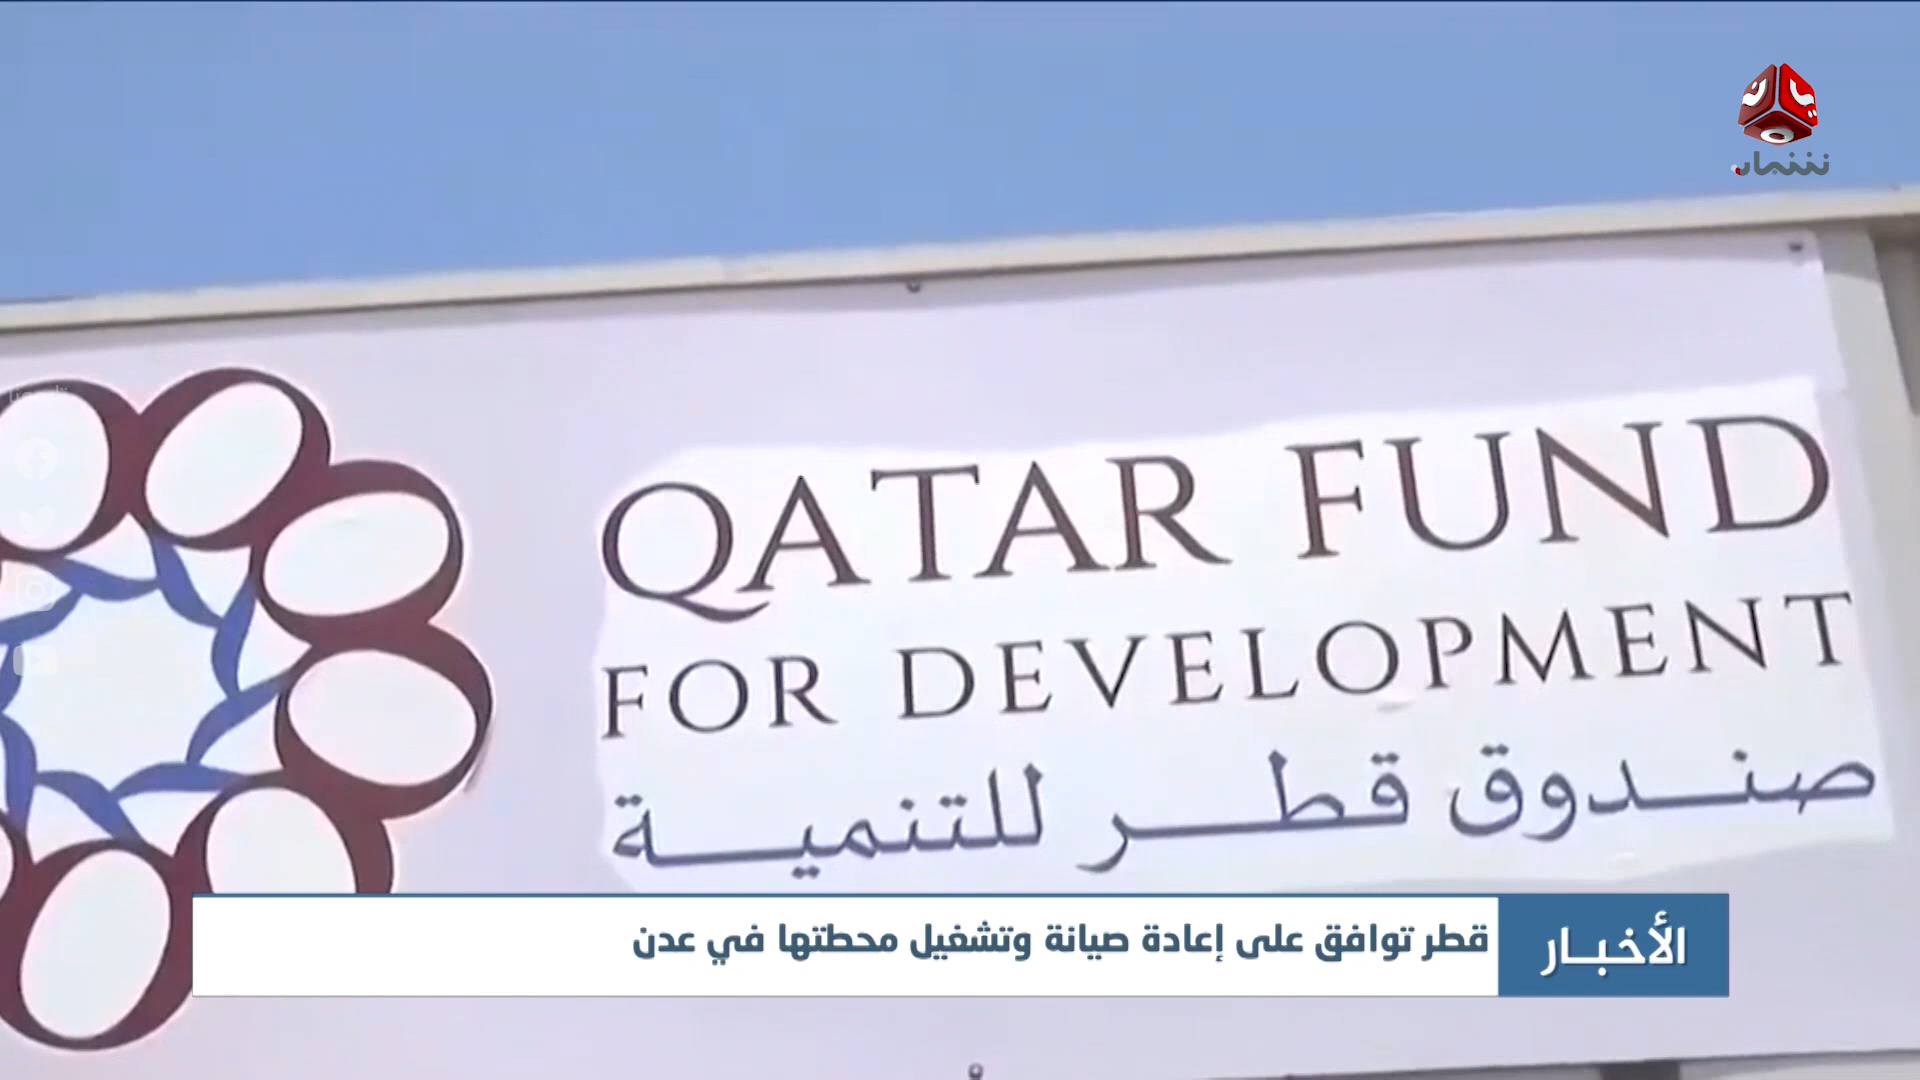 QATAR FUND
FOR DEVELOPMENT
صندوق قطر للتنمية
الأخبار
قطر توافق على إعادة صيانة وتشغيل محطتها في عدن